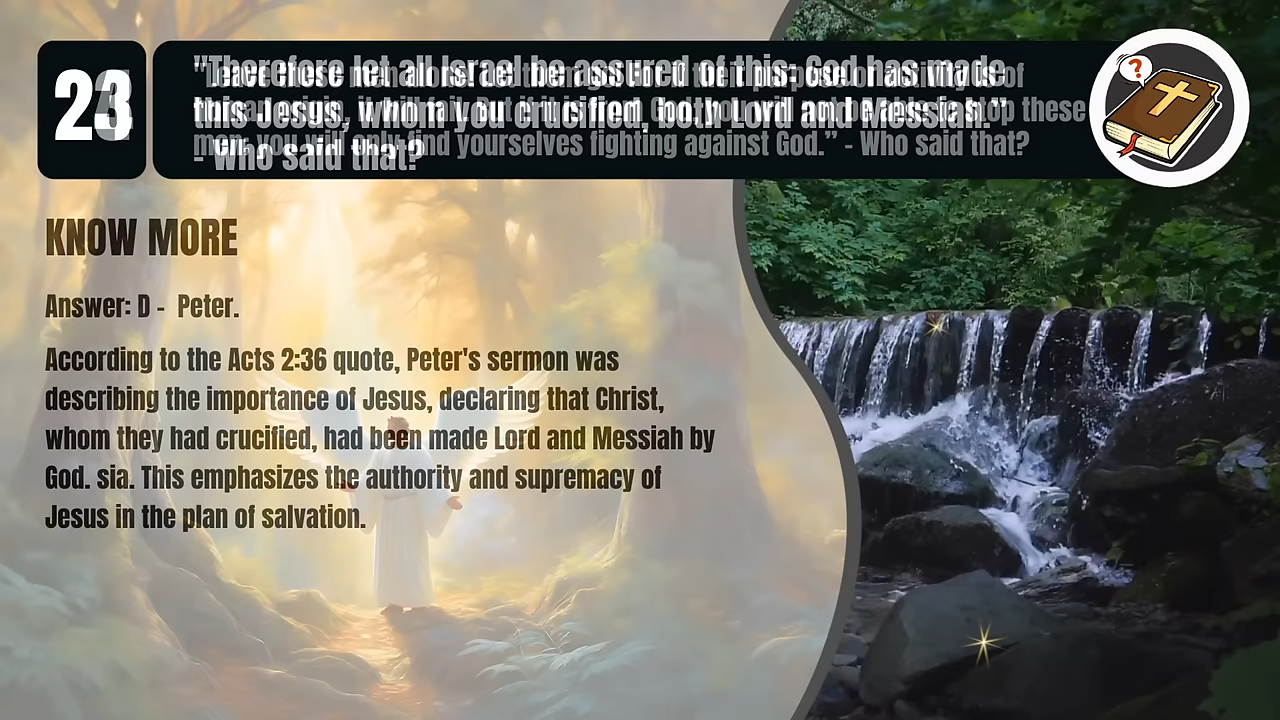 23
"Therefore let all Israel be assured of this: God has made
this Jesus, whom you crucified, both Lord and Messiah."
- Who said that?
men; you will only find yourselves fighting against God.” - Who said that?
?
KNOW MORE
Answer: D - Peter.
According to the Acts 2:36 quote, Peter's sermon was
describing the importance of Jesus, declaring that Christ,
whom they had crucified, had been made Lord and Messiah by
God. sia. This emphasizes the authority and supremacy of
Jesus in the plan of salvation.